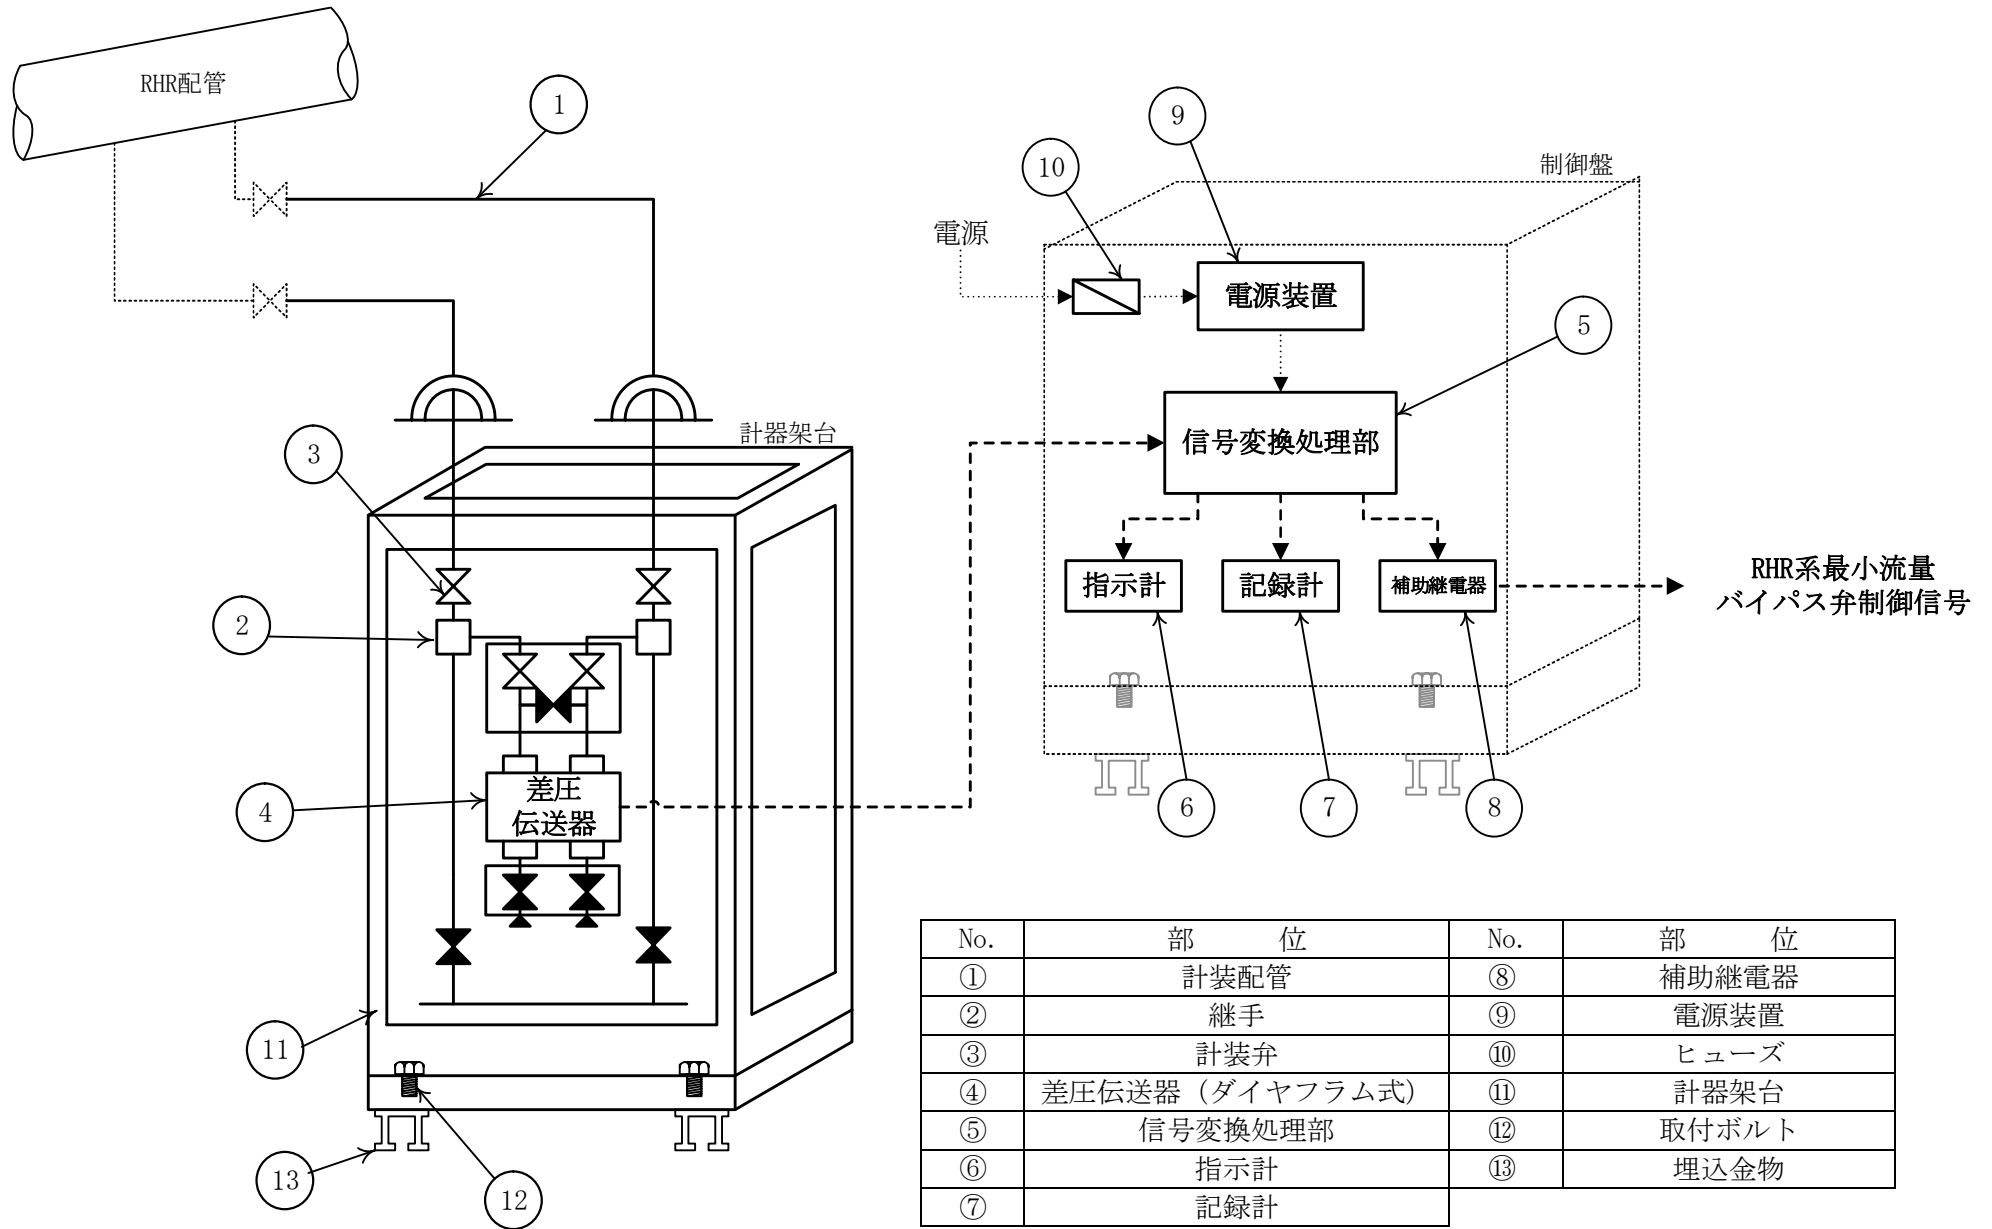 RHR配管
1
9
10
制御盤
電源
電源装置
5
信号変換処理部
計器架台
3
指示計
記録計
補助継電器
RHR系最小流量
バイパス弁制御信号
2
差圧
伝送器
4
6
7
8
11
13
12
No. 部 位 No. 部 位
① 計装配管 ⑧ 補助継電器
② 継手 ⑨ 電源装置
③ 計装弁 ⑩ ヒューズ
④ 差圧伝送器（ダイヤフラム式） ⑪ 計器架台
⑤ 信号変換処理部 ⑫ 取付ボルト
⑥ 指示計 ⑬ 埋込金物
⑦ 記録計